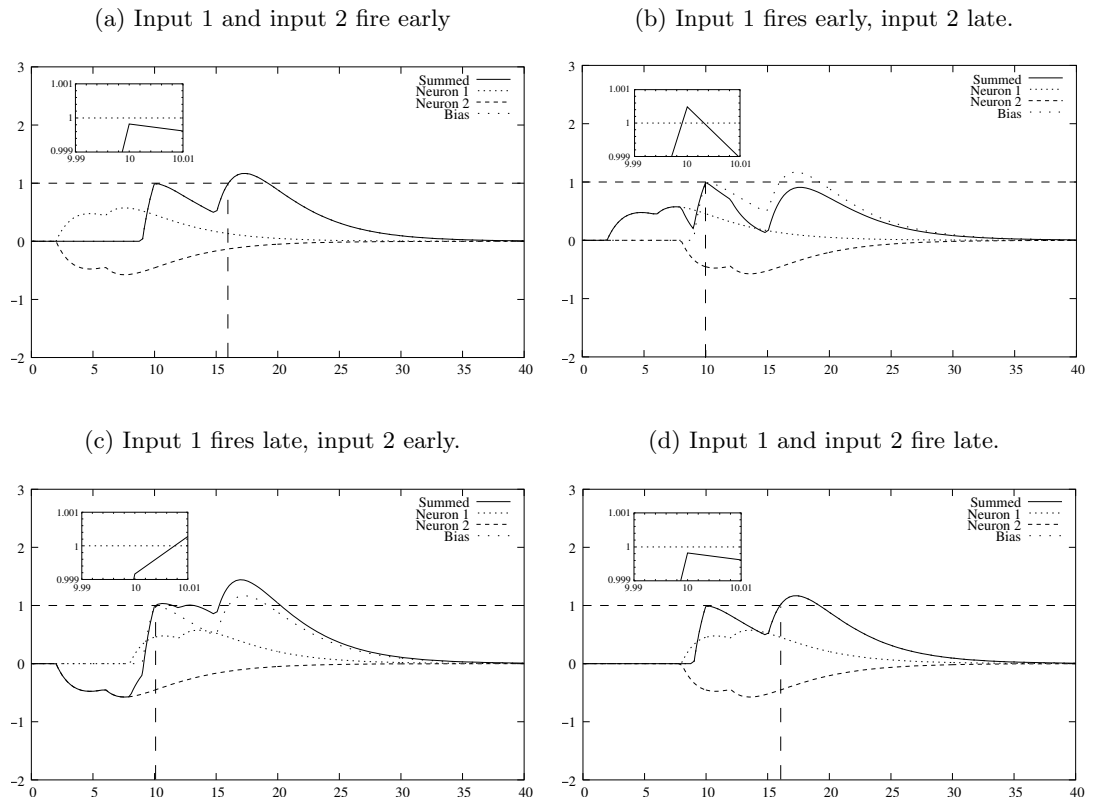 (a) Input 1 and input 2 fire early
3
2
1
0
−1
−2
0 5 10 15 20 25 30 35 40
Summed
Neuron 1
Neuron 2
Bias
1.001
1
0.999
9.99 10 10.01
(b) Input 1 fires early, input 2 late.
3
2
1
0
−1
−2
0 5 10 15 20 25 30 35 40
Summed
Neuron 1
Neuron 2
Bias
1.001
1
0.999
9.99 10 10.01
(c) Input 1 fires late, input 2 early.
3
2
1
0
−1
−2
0 5 10 15 20 25 30 35 40
Summed
Neuron 1
Neuron 2
Bias
1.001
1
0.999
9.99 10 10.01
(d) Input 1 and input 2 fire late.
3
2
1
0
−1
−2
0 5 10 15 20 25 30 35 40
Summed
Neuron 1
Neuron 2
Bias
1.001
1
0.999
9.99 10 10.01